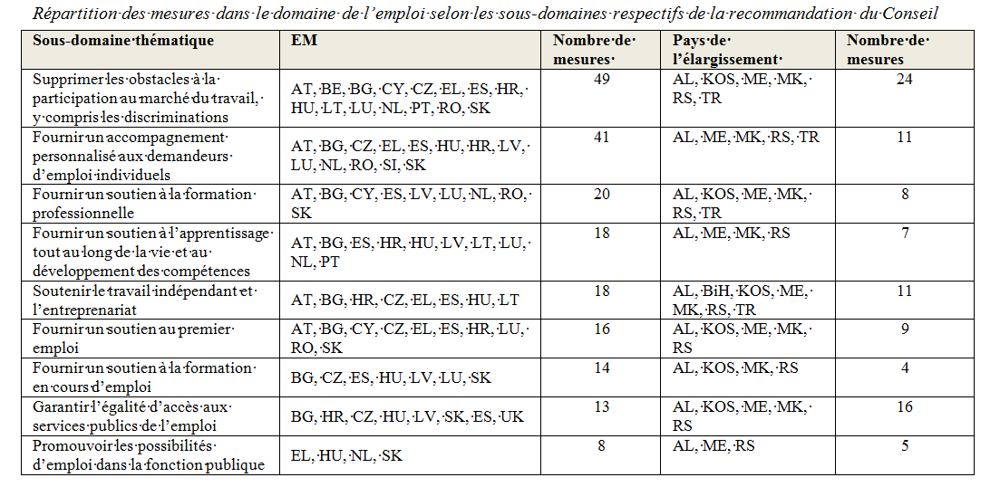 Répartition des mesures dans le domaine de l’emploi selon les sous-domaines respectifs de la recommandation du Conseil
Sous-domaine thématique EM Nombre de mesures Pays de l’élargissement Nombre de mesures
Supprimer les obstacles à la participation au marché du travail, y compris les discriminations AT, BE, BG, CY, CZ, EL, ES, HR, HU, LT, LU, NL, PT, RO, SK 49 AL, KOS, ME, MK, RS, TR 24
Fournir un accompagnement personnalisé aux demandeurs d’emploi individuels AT, BG, CZ, EL, ES, HU, HR, LV, LU, NL, RO, SI, SK 41 AL, ME, MK, RS, TR 11
Fournir un soutien à la formation professionnelle AT, BG, CY, ES, LV, LU, NL, RO, SK 20 AL, KOS, ME, MK, RS, TR 8
Fournir un soutien à l’apprentissage tout au long de la vie et au développement des compétences AT, BG, ES, HR, HU, LV, LT, LU, NL, PT 18 AL, ME, MK, RS 7
Soutenir le travail indépendant et l’entreprenariat AT, BG, HR, CZ, EL, ES, HU, LT 18 AL, BiH, KOS, ME, MK, RS, TR 11
Fournir un soutien au premier emploi AT, BG, CY, CZ, EL, ES, HR, LU, RO, SK 16 AL, KOS, ME, MK, RS 9
Fournir un soutien à la formation en cours d’emploi BG, CZ, ES, HU, LV, LU, SK 14 AL, KOS, MK, RS 4
Garantir l’égalité d’accès aux services publics de l’emploi BG, HR, CZ, HU, LV, SK, ES, UK 13 AL, KOS, ME, MK, RS 16
Promouvoir les possibilités d’emploi dans la fonction publique EL, HU, NL, SK 8 AL, ME, RS 5